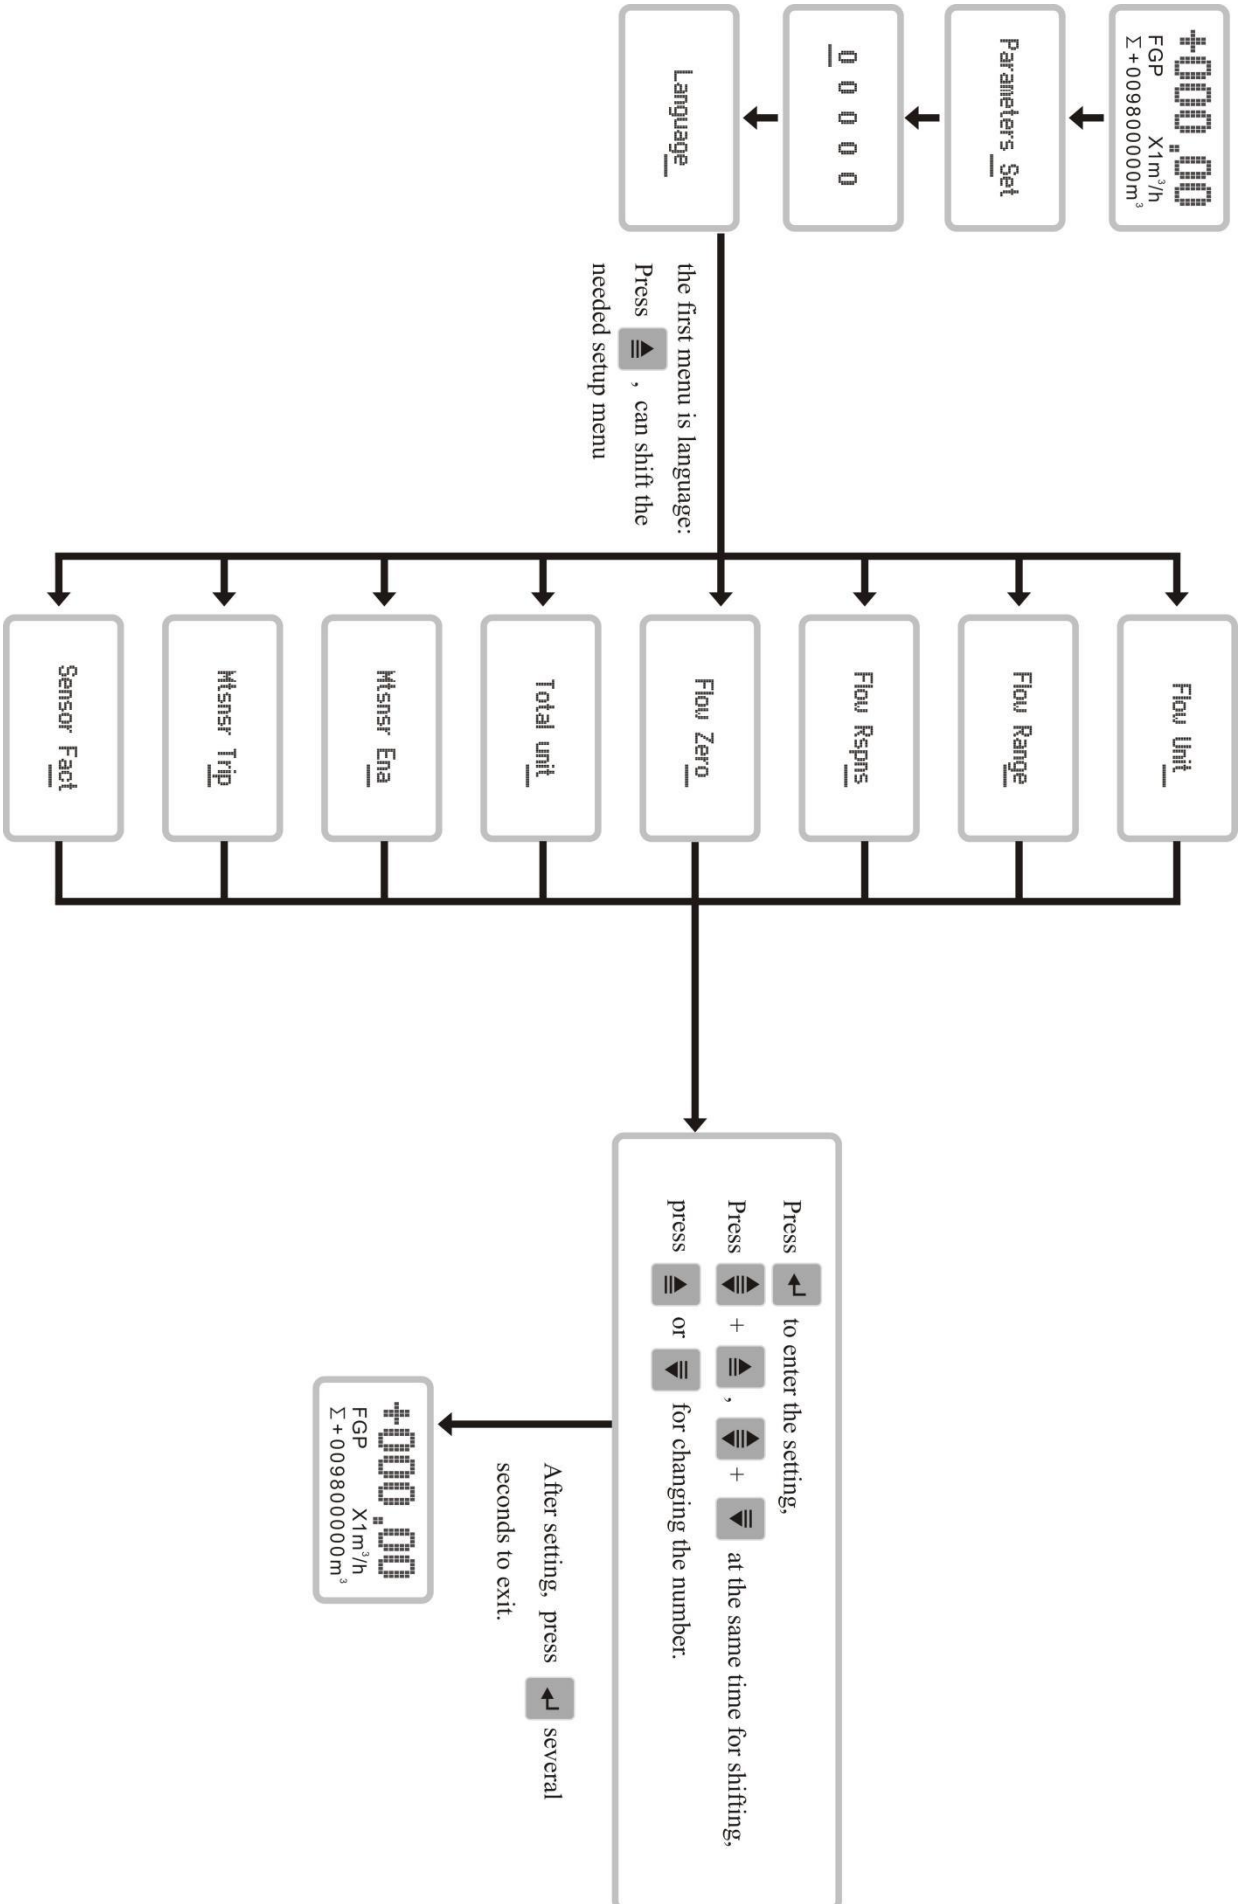 +000.00
FGP X1m³/h
Σ+009800000m³
Parameters Set
0 0 0 0 0
Language
the first menu is language:
Press , can shift the
needed setup menu
Flow Unit
Flow Range
Flow Rspns
Flow Zero
Total unit
Mtsnsr Ena
Mtsnsr Trip
Sensor Fact
Press to enter the setting,
Press + , + at the same time for shifting,
press or for changing the number.
After setting, press several
seconds to exit.
+000.00
FGP X1m³/h
Σ+009800000m³